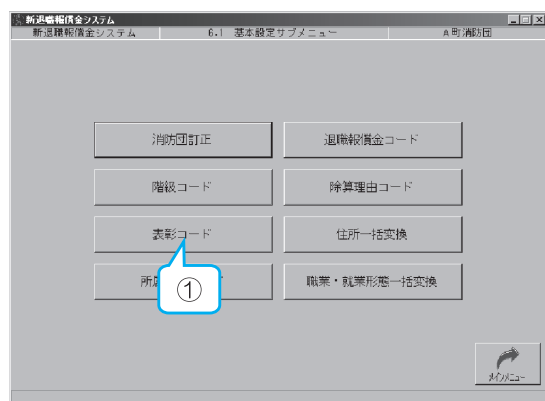 新退職報償金システム
新退職報償金システム 6.1 基本設定サブメニュー A町消防団
消防団訂正 退職報償金コード
階級コード 除算理由コード
表彰コード 住所一括変換
所 職業・就業形態一括変換
①
メインメニュー